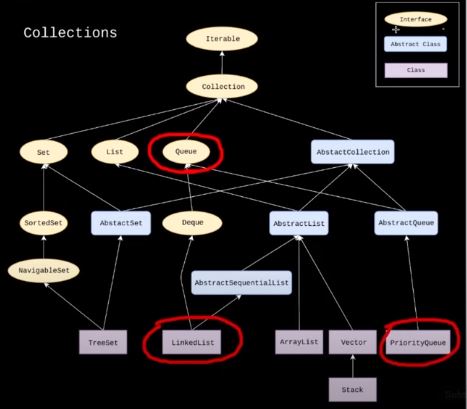 Collections
Interface
Abstract Class
Class
Iterable
Collection
Set
List
Queue
AbstactCollection
SortedSet
AbstactSet
Deque
AbstractList
AbstractQueue
NavigableSet
AbstractSequentialList
TreeSet
LinkedList
ArrayList
Vector
PriorityQueue
Stack